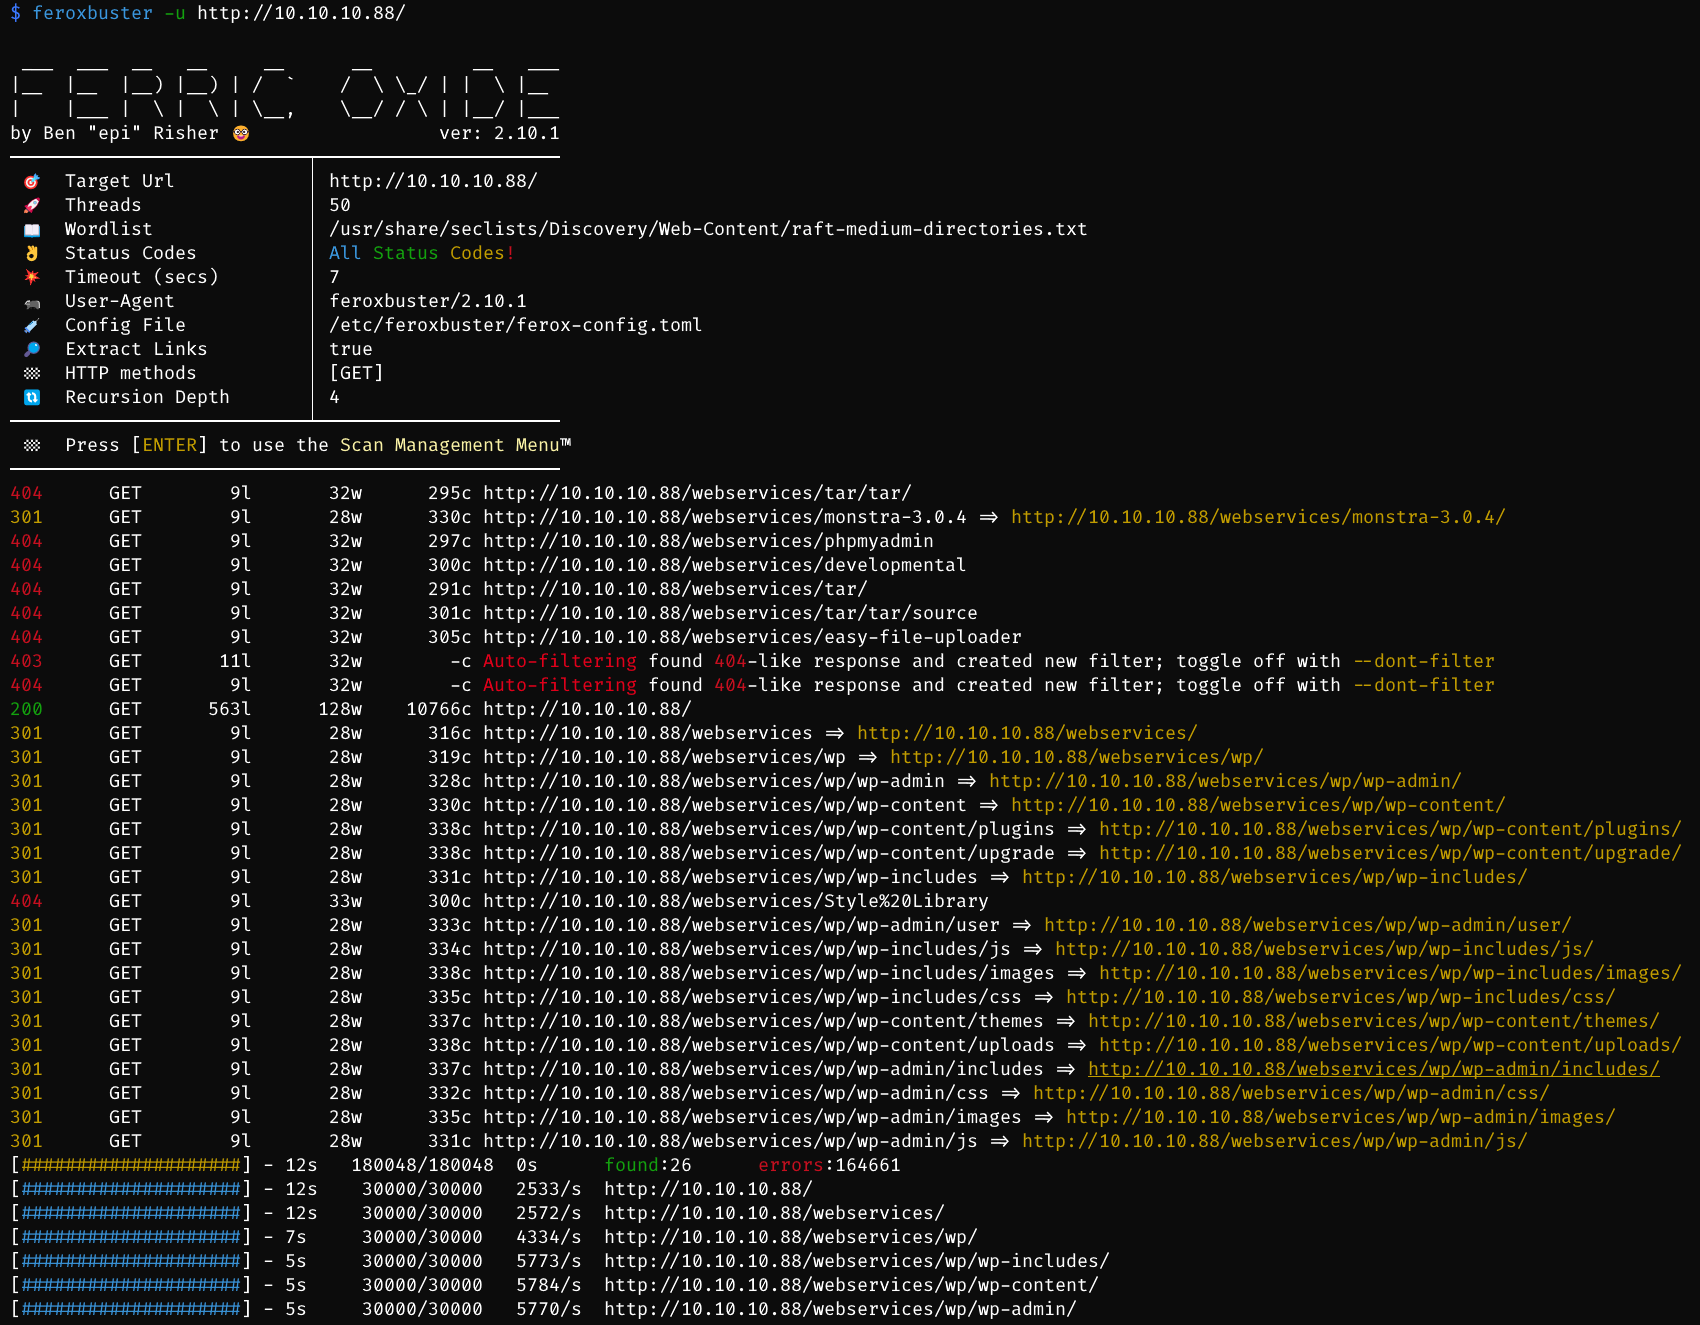 $ feroxbuster -u http://10.10.10.88/
 ___  ___  __   __     __      __         __   ___
|__  |__  |__) |__) | /  `    /  \ \_/ | |  \ |__
|    |___ |  \ |  \ | \__,    \__/ / \ | |__/ |___
by Ben "epi" Risher 🤓                 ver: 2.10.1
🎯 Target Url │ http://10.10.10.88/
🚀 Threads │ 50
📖 Wordlist │ /usr/share/seclists/Discovery/Web-Content/raft-medium-directories.txt
👌 Status Codes │ All Status Codes!
💥 Timeout (secs) │ 7
🦡 User-Agent │ feroxbuster/2.10.1
💉 Config File │ /etc/feroxbuster/ferox-config.toml
🔎 Extract Links │ true
🏁 HTTP methods │ [GET]
🔃 Recursion Depth │ 4
🏁 Press [ENTER] to use the Scan Management Menu™
404 GET 9l 32w 295c http://10.10.10.88/webservices/tar/tar/
301 GET 9l 28w 330c http://10.10.10.88/webservices/monstra-3.0.4 => http://10.10.10.88/webservices/monstra-3.0.4/
404 GET 9l 32w 297c http://10.10.10.88/webservices/phpmyadmin
404 GET 9l 32w 300c http://10.10.10.88/webservices/developmental
404 GET 9l 32w 291c http://10.10.10.88/webservices/tar/
404 GET 9l 32w 301c http://10.10.10.88/webservices/tar/tar/source
404 GET 9l 32w 305c http://10.10.10.88/webservices/easy-file-uploader
403 GET 11l 32w -c Auto-filtering found 404-like response and created new filter; toggle off with --dont-filter
404 GET 9l 32w -c Auto-filtering found 404-like response and created new filter; toggle off with --dont-filter
200 GET 563l 128w 10766c http://10.10.10.88/
301 GET 9l 28w 316c http://10.10.10.88/webservices => http://10.10.10.88/webservices/
301 GET 9l 28w 319c http://10.10.10.88/webservices/wp => http://10.10.10.88/webservices/wp/
301 GET 9l 28w 328c http://10.10.10.88/webservices/wp/wp-admin => http://10.10.10.88/webservices/wp/wp-admin/
301 GET 9l 28w 330c http://10.10.10.88/webservices/wp/wp-content => http://10.10.10.88/webservices/wp/wp-content/
301 GET 9l 28w 338c http://10.10.10.88/webservices/wp/wp-content/plugins => http://10.10.10.88/webservices/wp/wp-content/plugins/
301 GET 9l 28w 338c http://10.10.10.88/webservices/wp/wp-content/upgrade => http://10.10.10.88/webservices/wp/wp-content/upgrade/
301 GET 9l 28w 331c http://10.10.10.88/webservices/wp/wp-includes => http://10.10.10.88/webservices/wp/wp-includes/
404 GET 9l 33w 300c http://10.10.10.88/webservices/Style%20Library
301 GET 9l 28w 333c http://10.10.10.88/webservices/wp/wp-admin/user => http://10.10.10.88/webservices/wp/wp-admin/user/
301 GET 9l 28w 334c http://10.10.10.88/webservices/wp/wp-includes/js => http://10.10.10.88/webservices/wp/wp-includes/js/
301 GET 9l 28w 338c http://10.10.10.88/webservices/wp/wp-includes/images => http://10.10.10.88/webservices/wp/wp-includes/images/
301 GET 9l 28w 335c http://10.10.10.88/webservices/wp/wp-includes/css => http://10.10.10.88/webservices/wp/wp-includes/css/
301 GET 9l 28w 337c http://10.10.10.88/webservices/wp/wp-content/themes => http://10.10.10.88/webservices/wp/wp-content/themes/
301 GET 9l 28w 338c http://10.10.10.88/webservices/wp/wp-content/uploads => http://10.10.10.88/webservices/wp/wp-content/uploads/
301 GET 9l 28w 337c http://10.10.10.88/webservices/wp/wp-admin/includes => http://10.10.10.88/webservices/wp/wp-admin/includes/
301 GET 9l 28w 332c http://10.10.10.88/webservices/wp/wp-admin/css => http://10.10.10.88/webservices/wp/wp-admin/css/
301 GET 9l 28w 335c http://10.10.10.88/webservices/wp/wp-admin/images => http://10.10.10.88/webservices/wp/wp-admin/images/
301 GET 9l 28w 331c http://10.10.10.88/webservices/wp/wp-admin/js => http://10.10.10.88/webservices/wp/wp-admin/js/
[####################] - 12s 180048/180048 0s found:26 errors:164661
[####################] - 12s 30000/30000 2533/s http://10.10.10.88/
[####################] - 12s 30000/30000 2572/s http://10.10.10.88/webservices/
[####################] - 7s 30000/30000 4334/s http://10.10.10.88/webservices/wp/
[####################] - 5s 30000/30000 5773/s http://10.10.10.88/webservices/wp/wp-includes/
[####################] - 5s 30000/30000 5784/s http://10.10.10.88/webservices/wp/wp-content/
[####################] - 5s 30000/30000 5770/s http://10.10.10.88/webservices/wp/wp-admin/